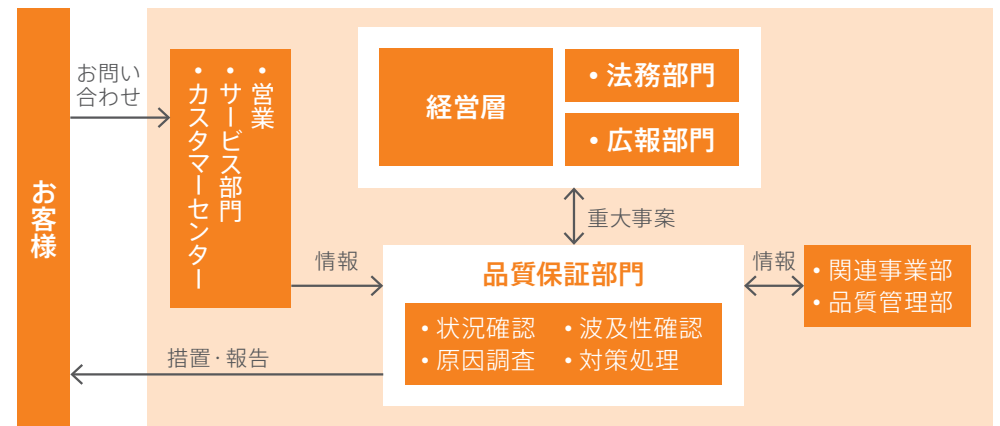 お客様
お問い
合わせ
・営業
・サービス部門
・カスタマーセンター
経営層
・法務部門
・広報部門
重大事案
情報
品質保証部門
・状況確認
・波及性確認
・原因調査
・対策処理
情報
・関連事業部
・品質管理部
措置・報告